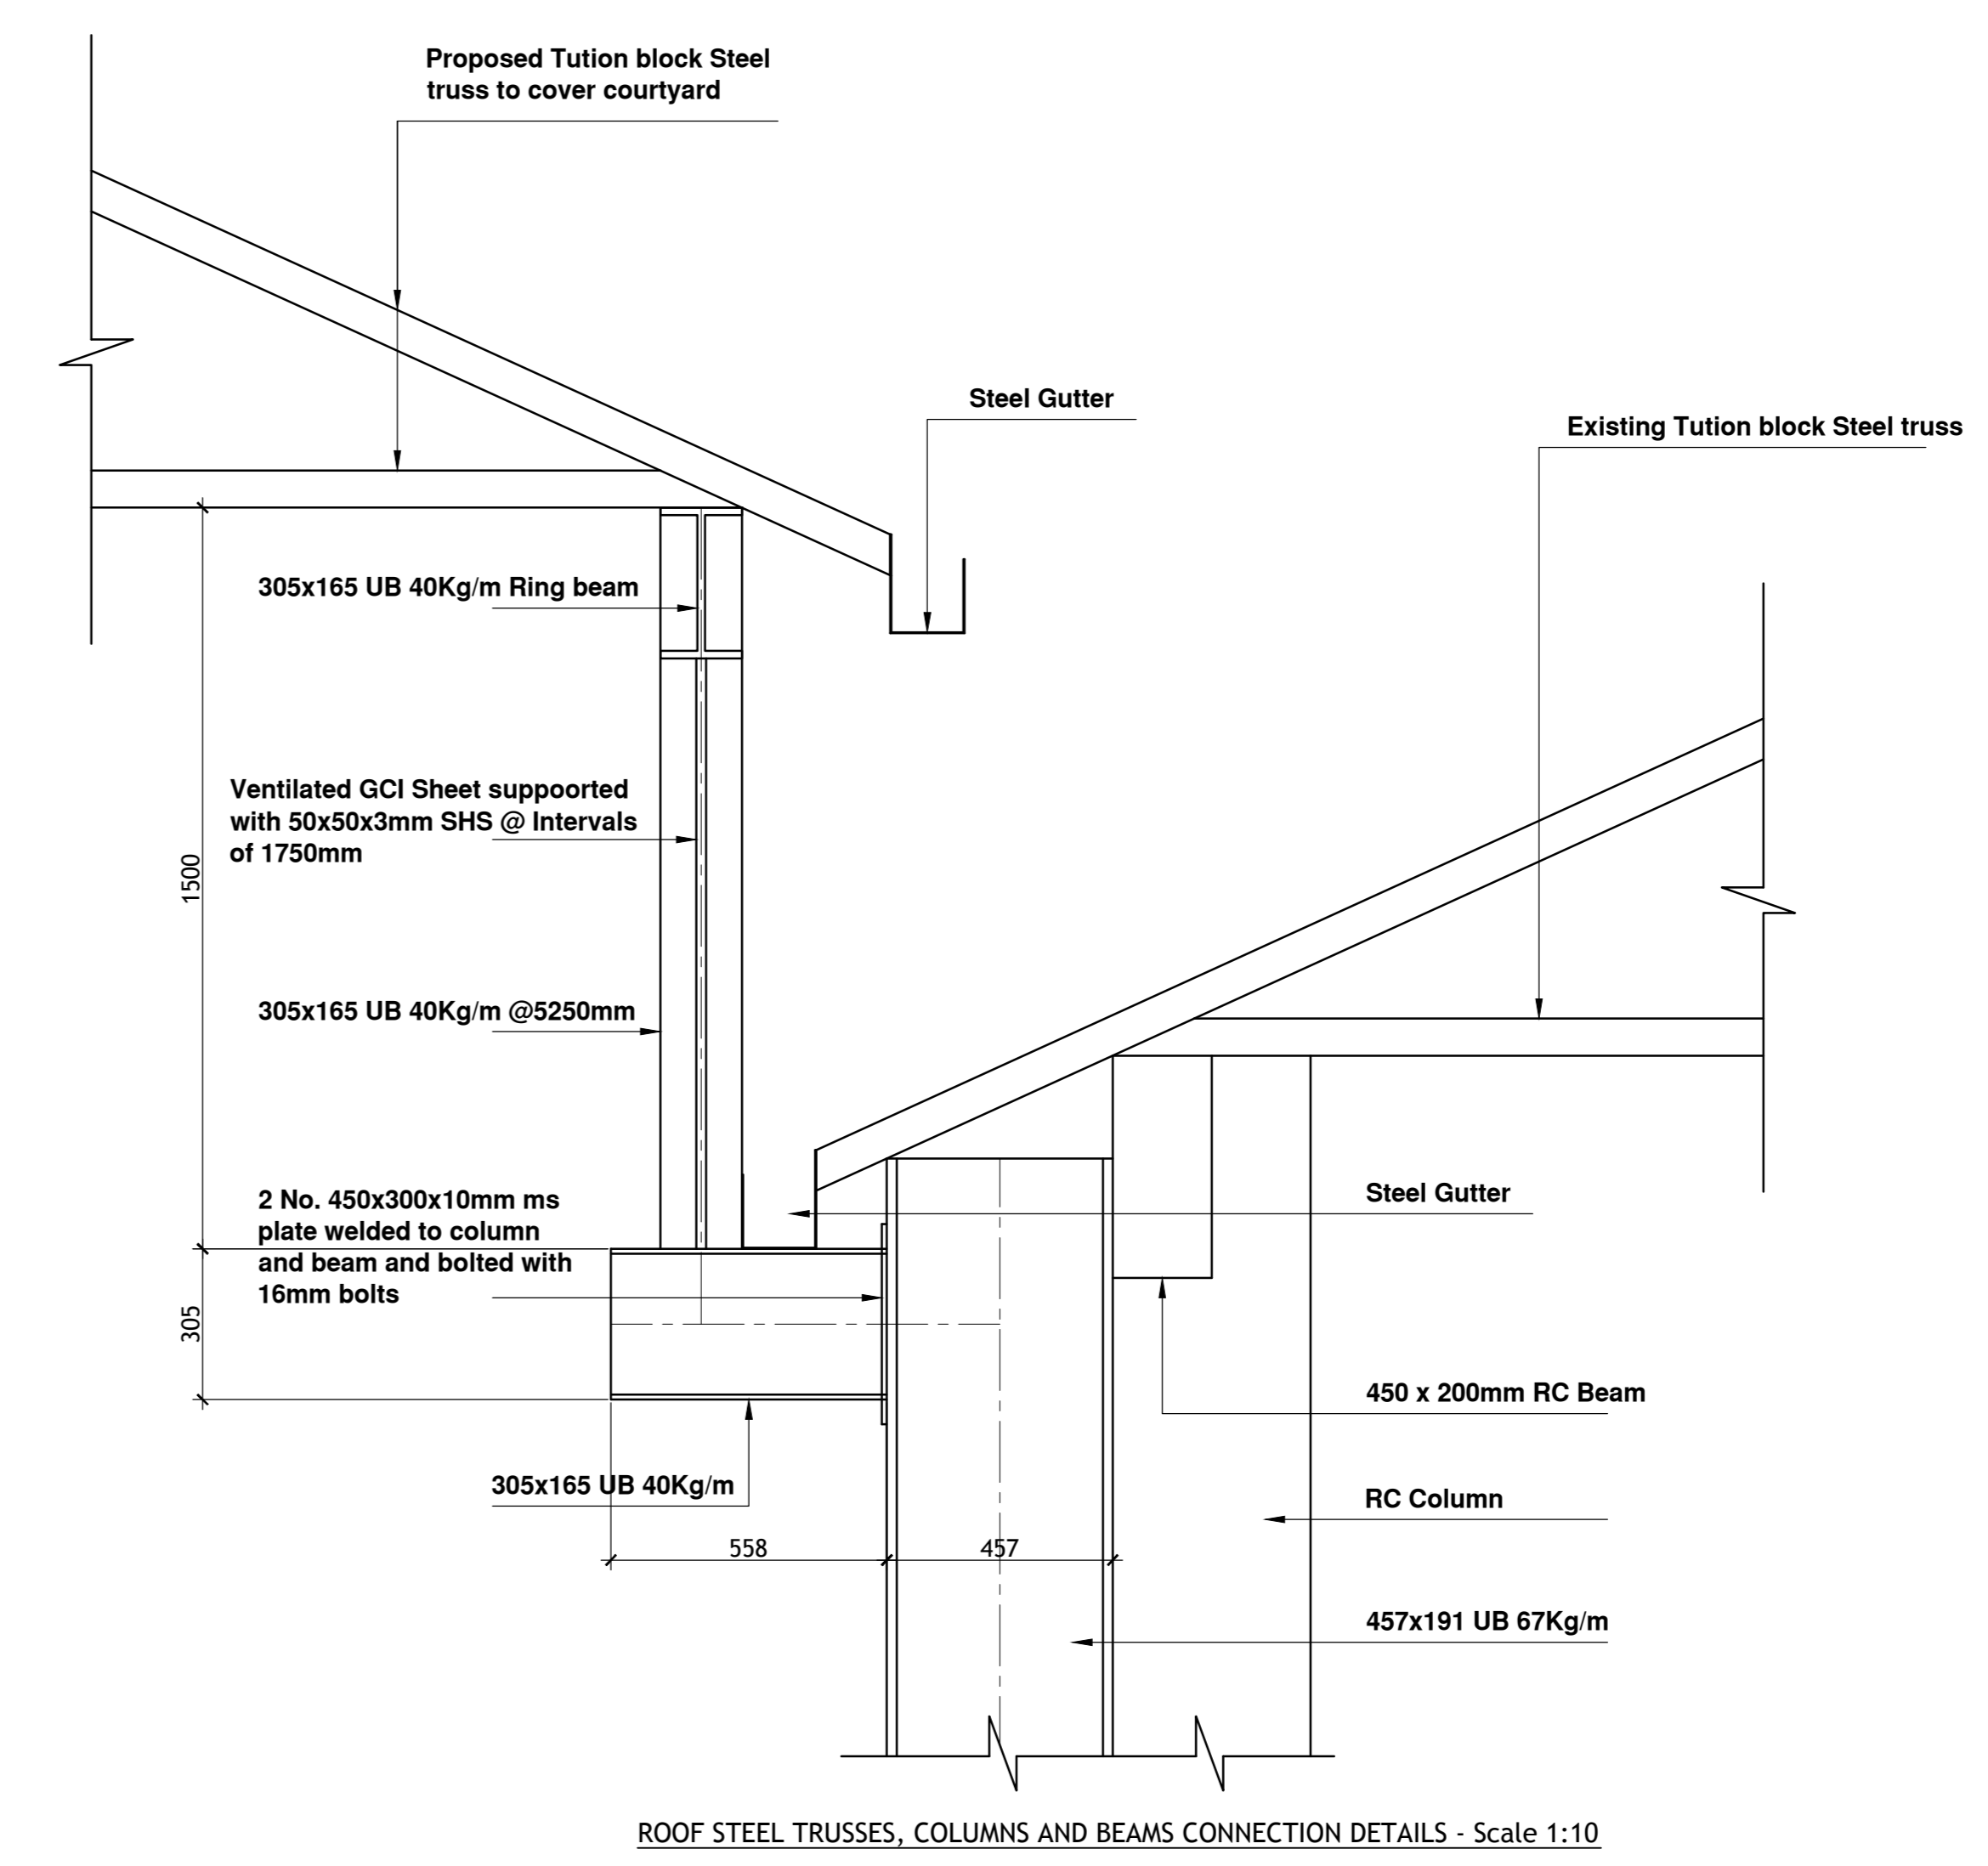 Proposed Tution block Steel
truss to cover courtyard
Steel Gutter
Existing Tution block Steel truss
305x165 UB 40Kg/m Ring beam
Ventilated GCI Sheet suppoorted
with 50x50x3mm SHS @ Intervals
of 1750mm
1500
305x165 UB 40Kg/m @5250mm
2 No. 450x300x10mm ms
plate welded to column
and beam and bolted with
16mm bolts
Steel Gutter
305
450 x 200mm RC Beam
305x165 UB 40Kg/m
RC Column
558
457
457x191 UB 67Kg/m
ROOF STEEL TRUSSES, COLUMNS AND BEAMS CONNECTION DETAILS - Scale 1:10